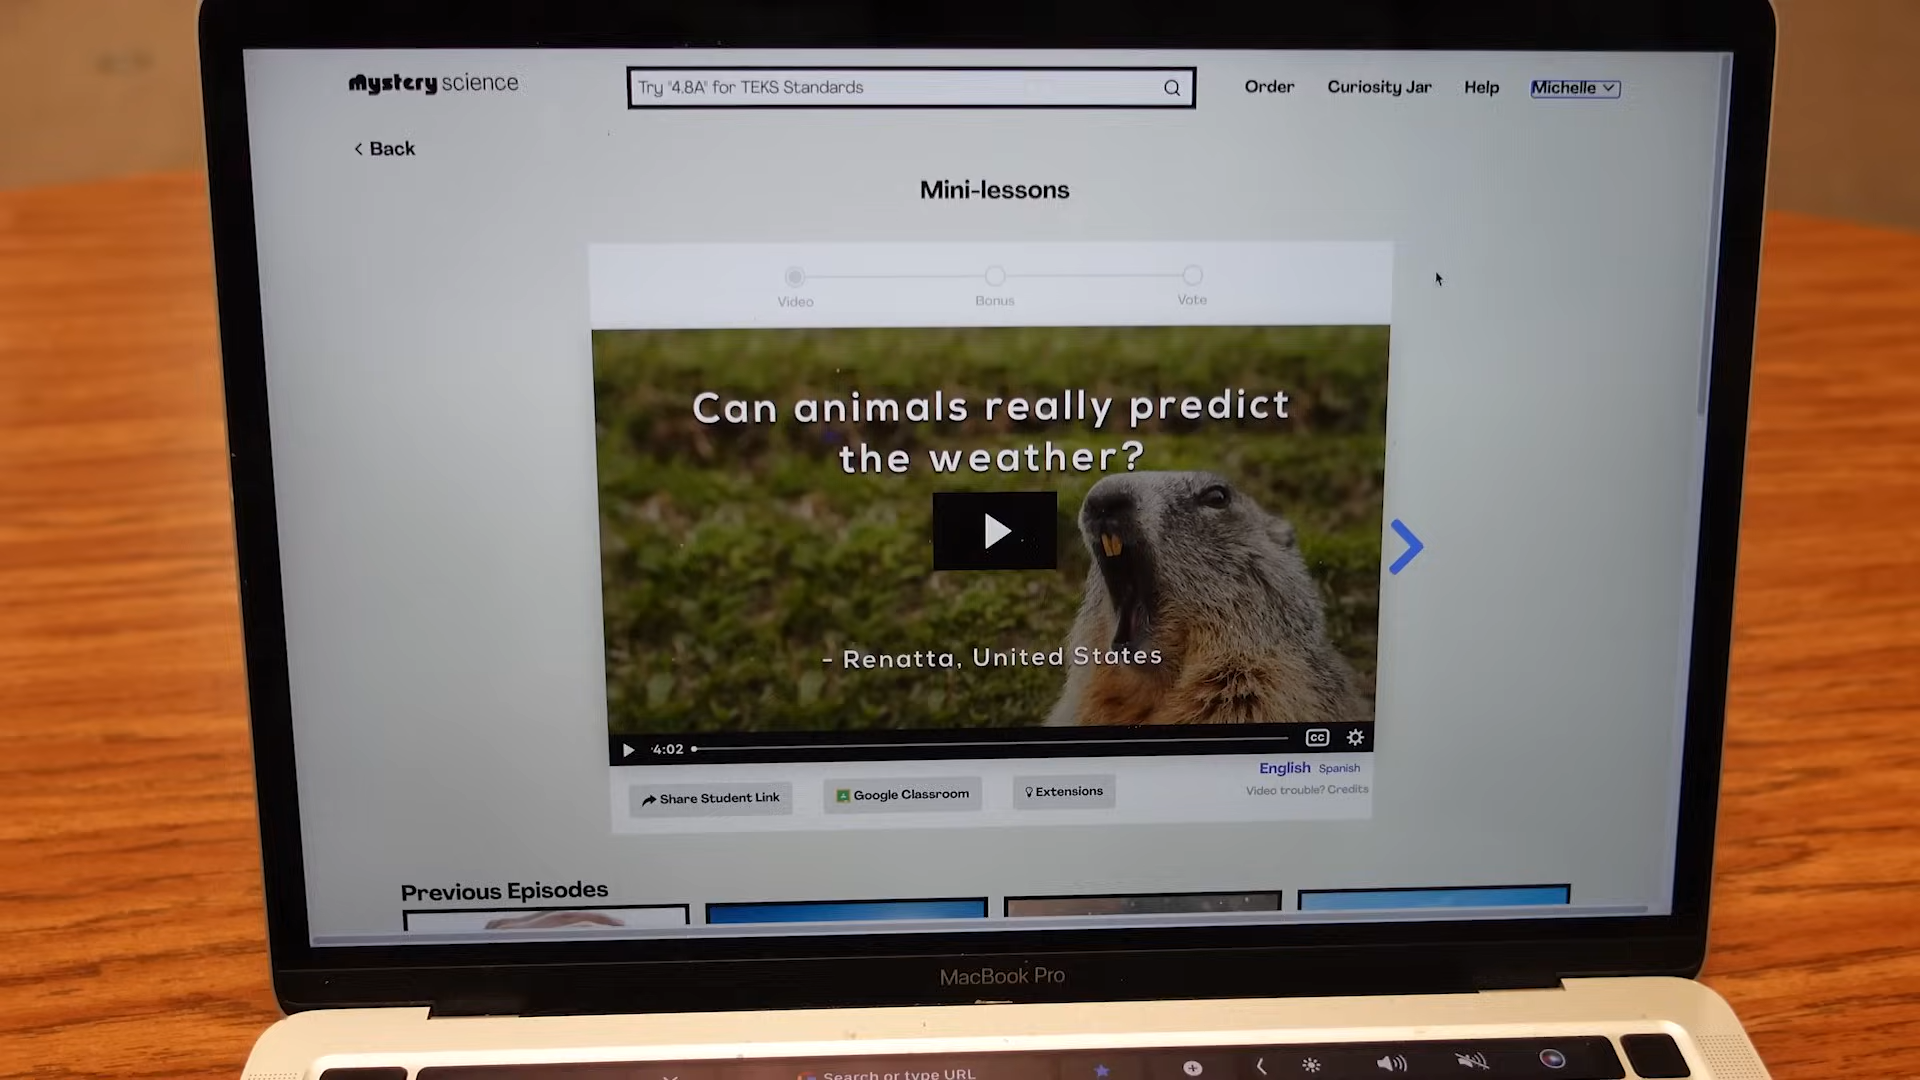 mystery science
Try "4.8A" for TEKS Standards
Order
Curiosity Jar
Help
Michelle
Back
Mini-lessons
Video
Bonus
Vote
Can animals really predict
the weather?
- Renatta, United States
4:02
CC
English Spanish
Share Student Link
Google Classroom
Extensions
Video trouble? Credits
Previous Episodes
MacBook Pro
Search or type URL